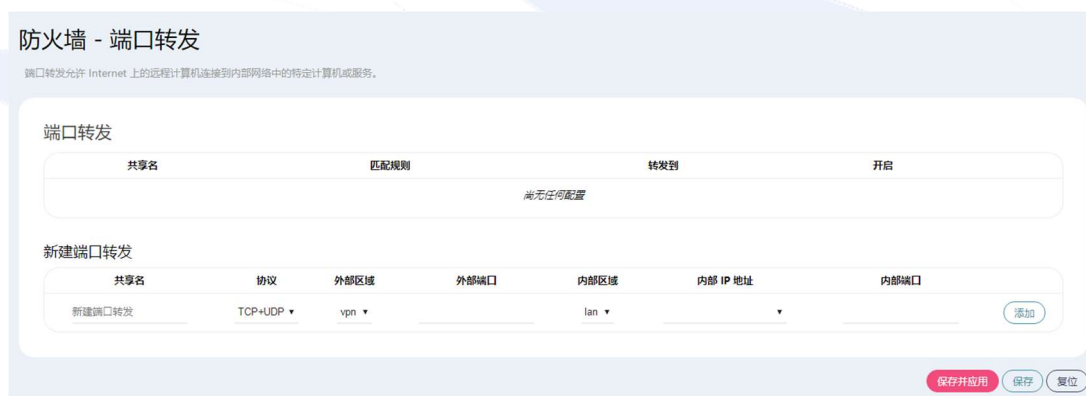 防火墙 - 端口转发
端口转发允许 Internet 上的远程计算机连接到内部网络中的特定计算机或服务。
端口转发
共享名 匹配规则 转发到 开启
尚无任何配置
新建端口转发
共享名 协议 外部区域 外部端口 内部区域 内部 IP 地址 内部端口
新建端口转发 TCP+UDP vpn lan 添加
保存并应用 保存 复位